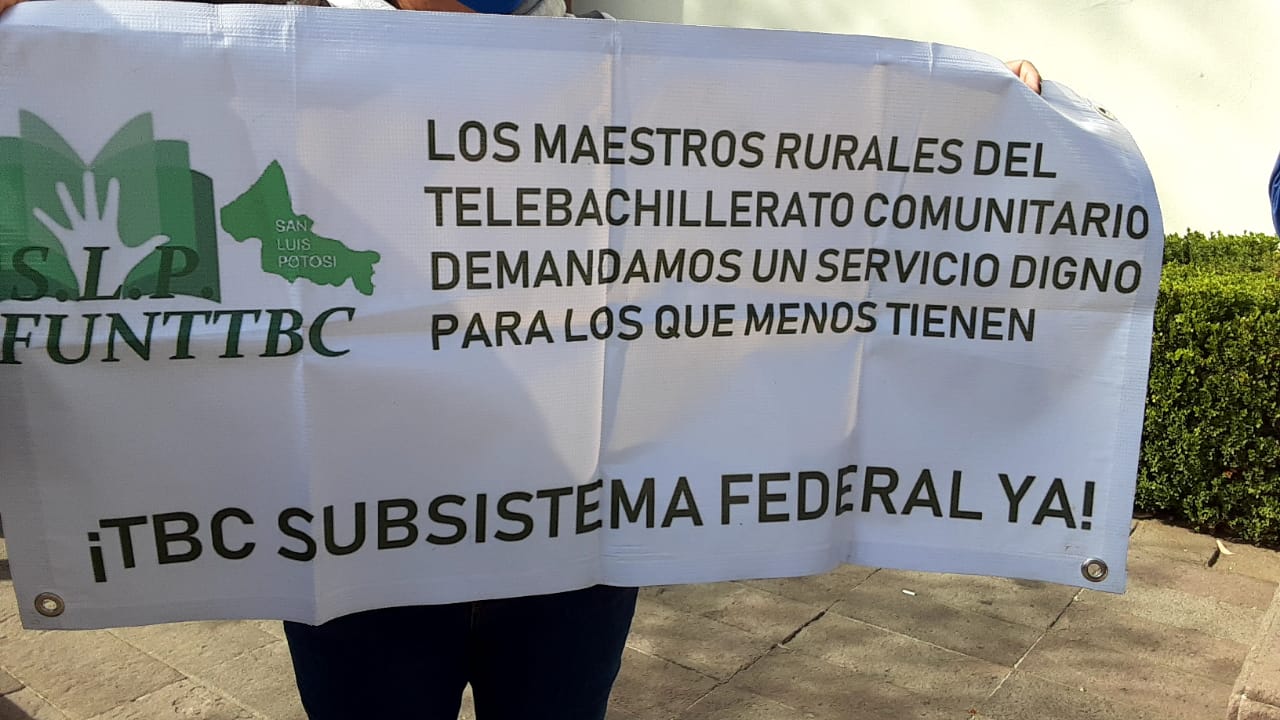 S.L.P.
FUNTTBC
SAN
LUIS
POTOSI
LOS MAESTROS RURALES DEL
TELEBACHILLERATO COMUNITARIO
DEMANDAMOS UN SERVICIO DIGNO
PARA LOS QUE MENOS TIENEN
¡TBC SUBSISTEMA FEDERAL YA!